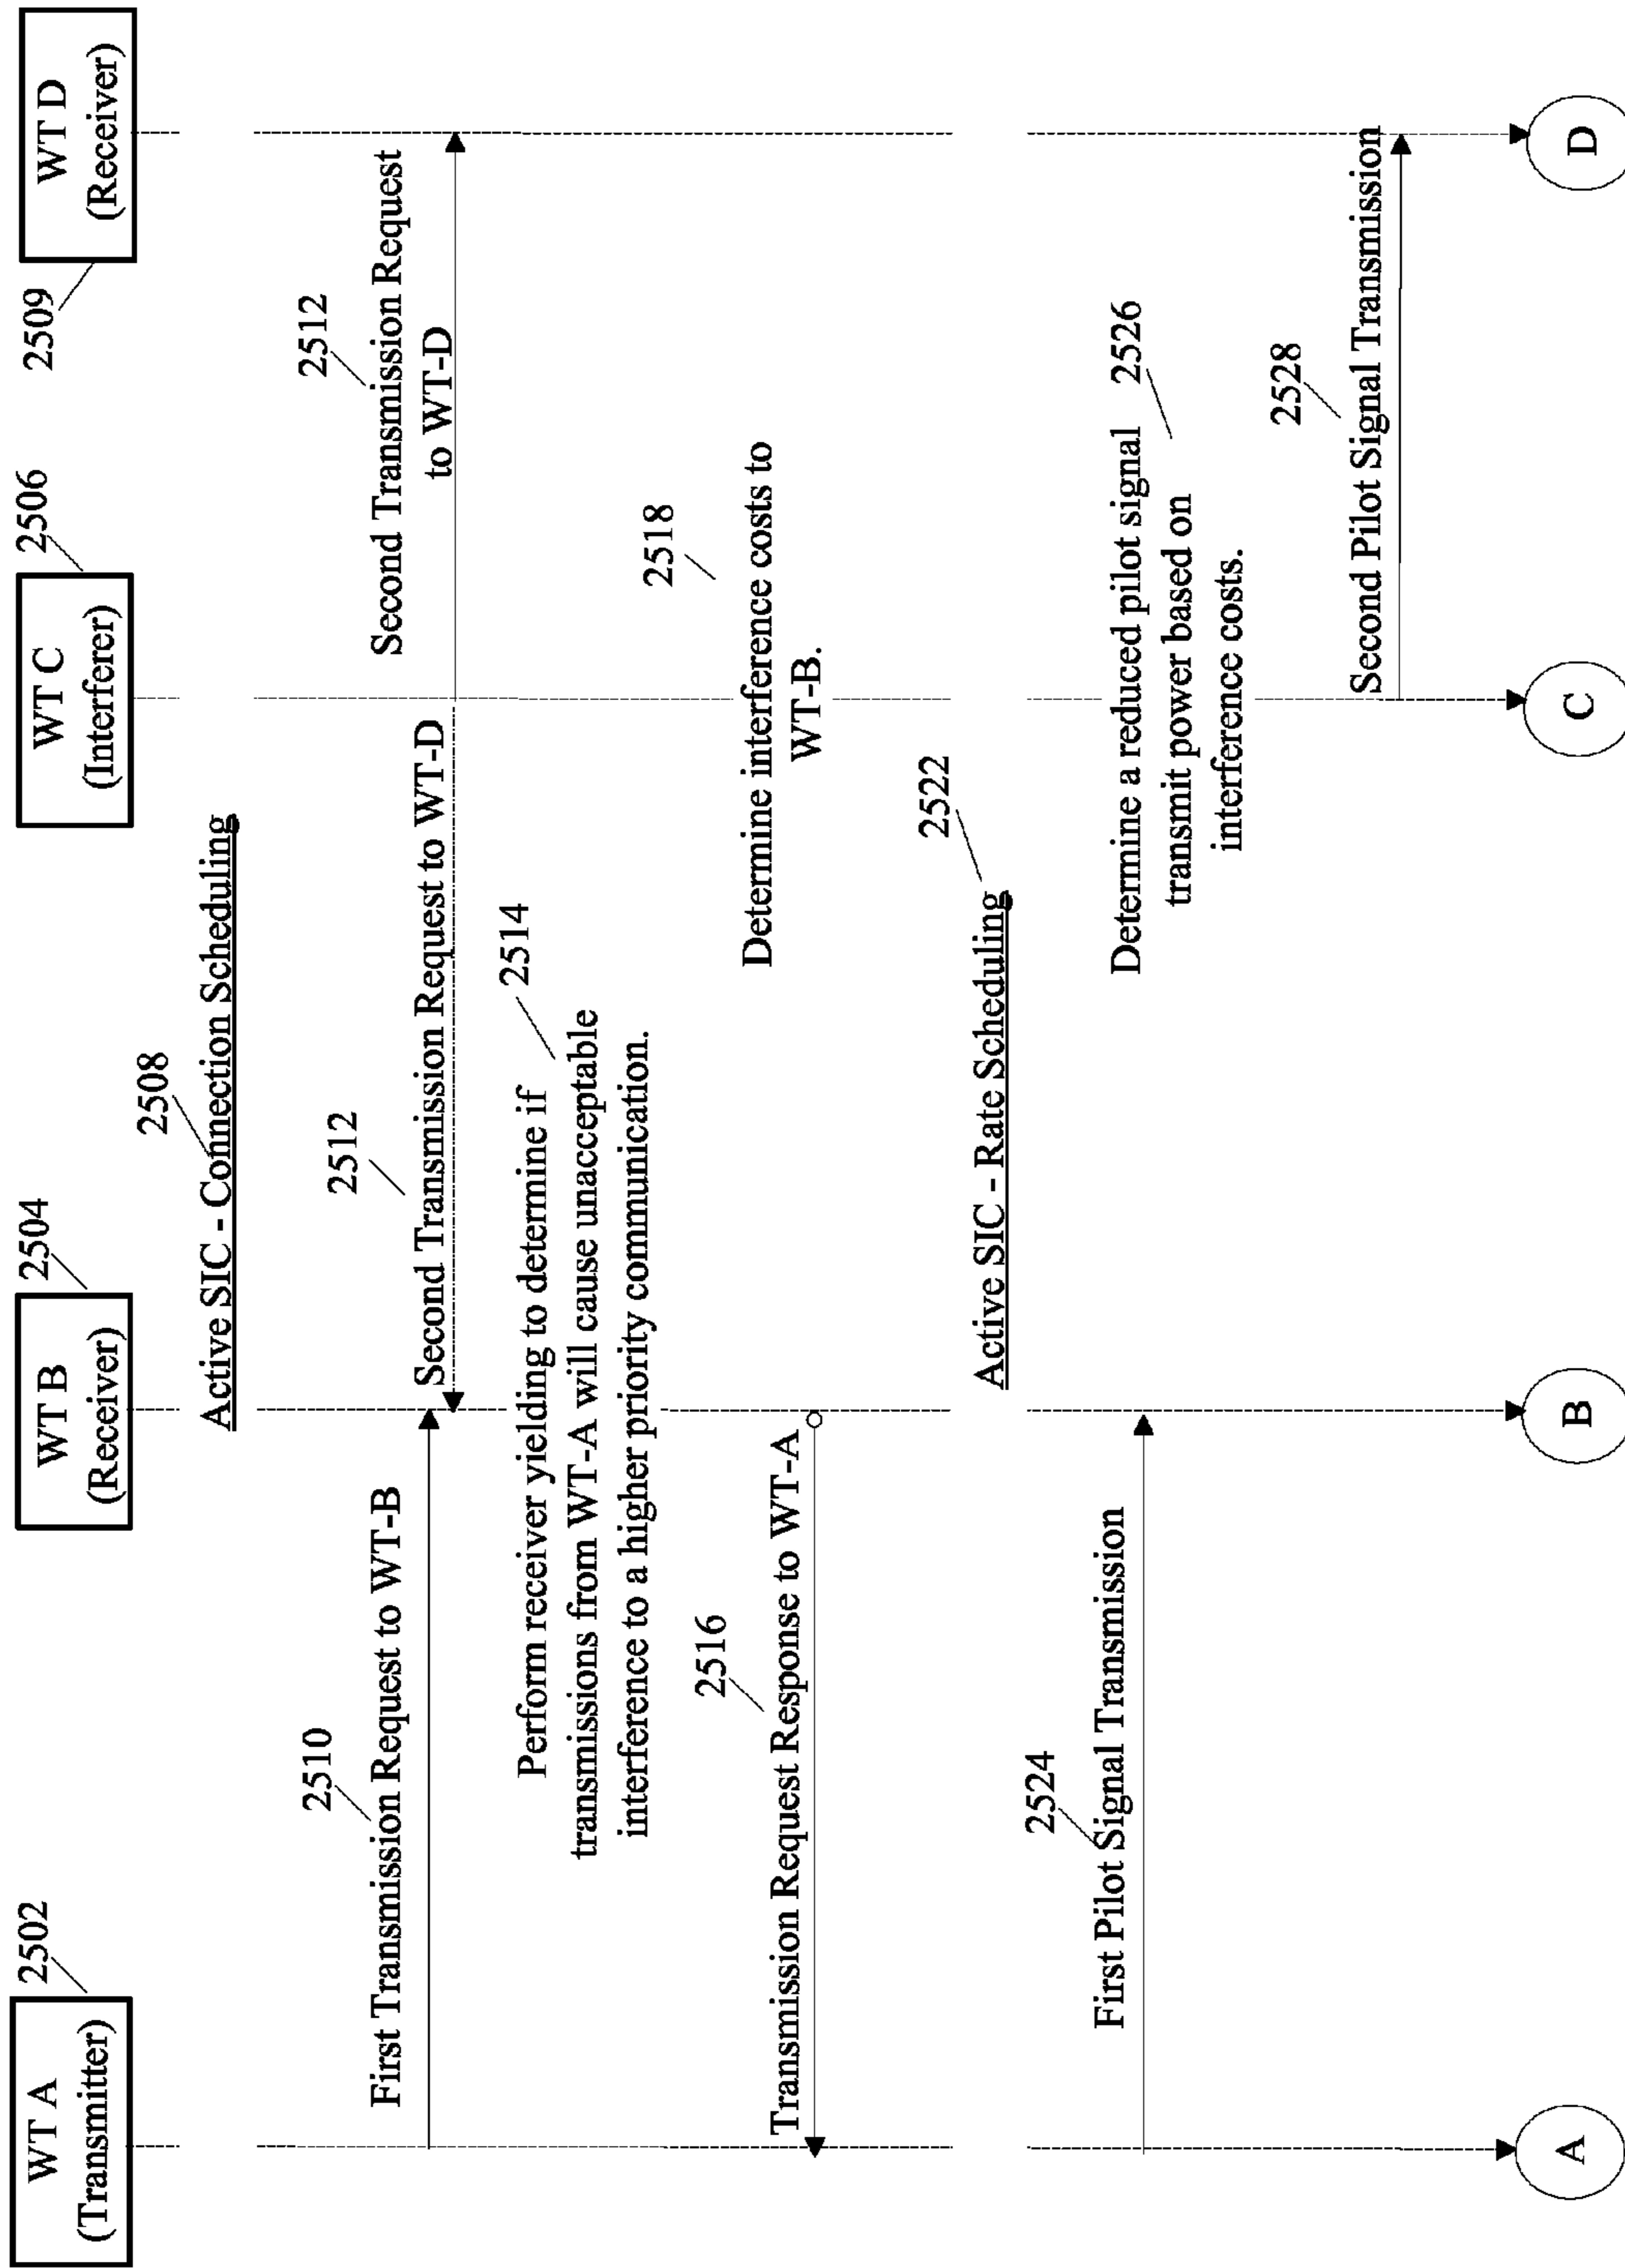 WT A
(Transmitter)
2502
WT B
(Receiver)
2504
WT C
(Interferer)
2506
WT D
(Receiver)
2509
2508
Active SIC - Connection Scheduling
2510
First Transmission Request to WT-B
2512
Second Transmission Request to WT-D
2512
Second Transmission Request
to WT-D
2514
Perform receiver yielding to determine if
transmissions from WT-A will cause unacceptable
interference to a higher priority communication.
2516
Transmission Request Response to WT-A
2518
Determine interference costs to
WT-B.
2522
Active SIC - Rate Scheduling
2524
First Pilot Signal Transmission
2526
Determine a reduced pilot signal
transmit power based on
interference costs.
2528
Second Pilot Signal Transmission
A
B
C
D